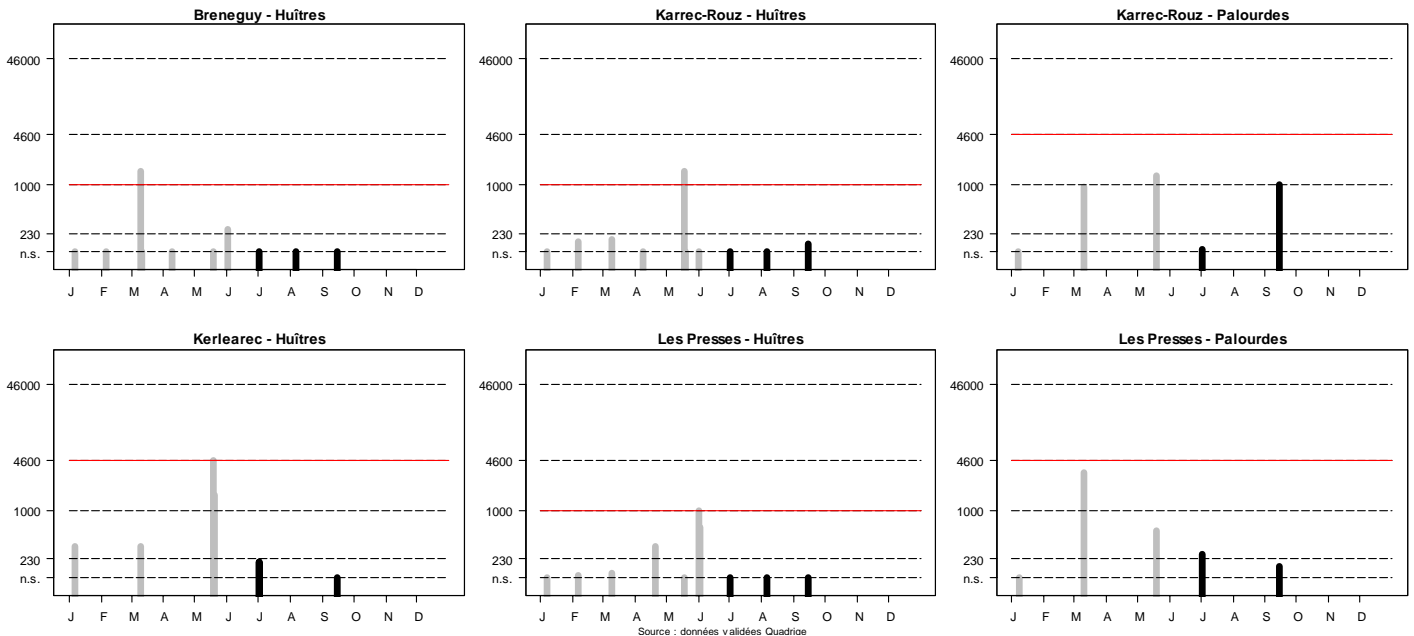 Breneguy - Huîtres
46000
4600
1000
230
n.s.
J F M A M J J A S O N D
Karrec-Rouz - Huîtres
46000
4600
1000
230
n.s.
J F M A M J J A S O N D
Karrec-Rouz - Palourdes
46000
4600
1000
230
n.s.
J F M A M J J A S O N D
Kerlearec - Huîtres
46000
4600
1000
230
n.s.
J F M A M J J A S O N D
Les Presses - Huîtres
46000
4600
1000
230
n.s.
J F M A M J J A S O N D
Les Presses - Palourdes
46000
4600
1000
230
n.s.
J F M A M J J A S O N D
Source : données validées Quadrige